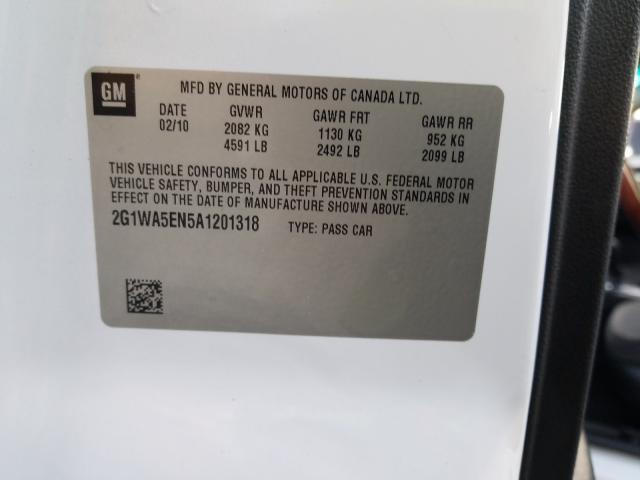 GM ® MFD BY GENERAL MOTORS OF CANADA LTD.
DATE GVWR GAWR FRT GAWR RR
02/10 2082 KG 1130 KG 952 KG
4591 LB 2492 LB 2099 LB
THIS VEHICLE CONFORMS TO ALL APPLICABLE U.S. FEDERAL MOTOR
VEHICLE SAFETY, BUMPER, AND THEFT PREVENTION STANDARDS IN
EFFECT ON THE DATE OF MANUFACTURE SHOWN ABOVE.
2G1WA5EN5A1201318 TYPE: PASS CAR